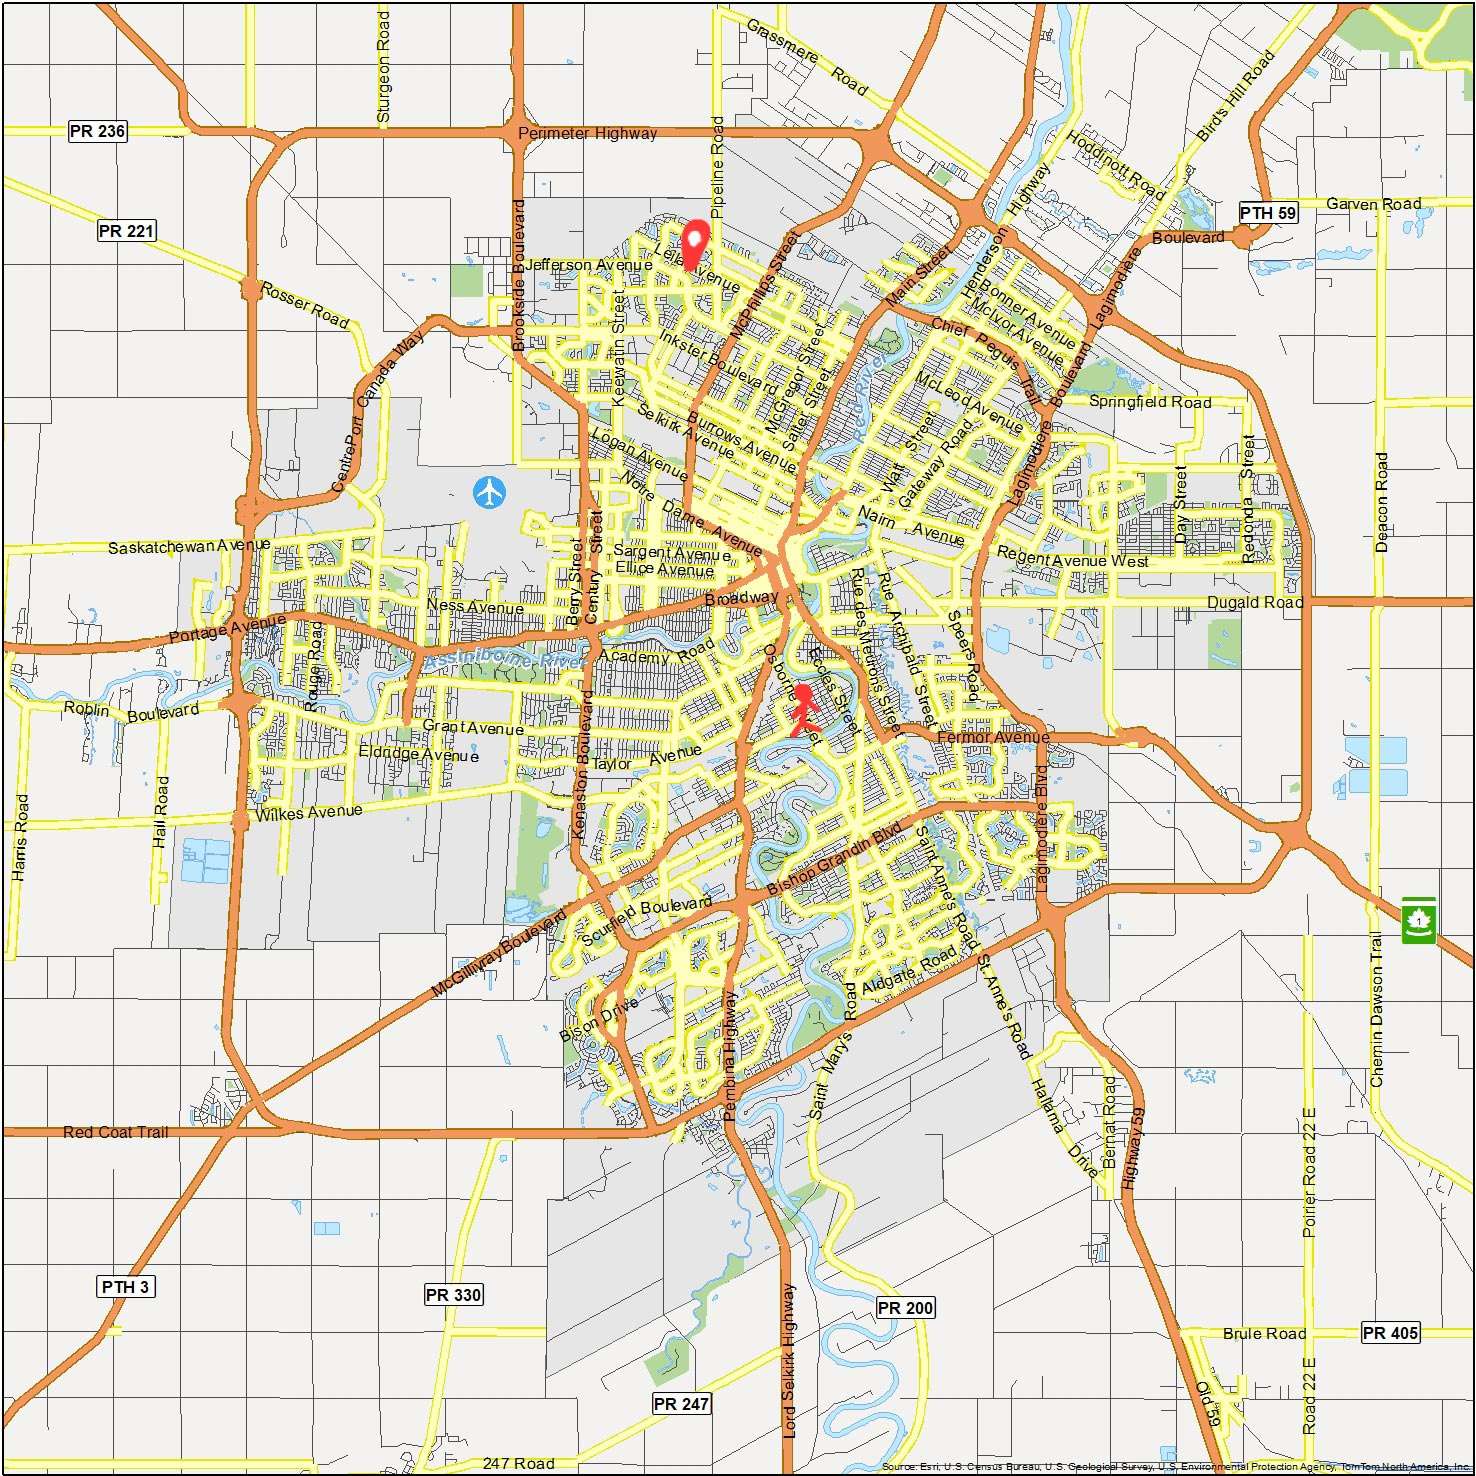 Sturgeon Road
Grassmere Road
PR 236
Perimeter Highway
Pipeline Road
Bird's Hill Road
Hoddinott Road
Henderson Highway
PR 221
PTH 59
Garven Road
Lagimodiere Boulevard
Brookside Boulevard
Jefferson Avenue
Leila Avenue
McPhillips Street
Main Street
Rosser Road
Keewatin Street
Bonner Avenue
McIvor Avenue
Chief Peguis Trail
Inkster Boulevard
CentrePort Canada Way
McGregor Street
Salter Street
Red River
McLeod Avenue
Lagimodiere Boulevard
Springfield Road
Burrows Avenue
Selkirk Avenue
Logan Avenue
Watt Street
Gateway Road
Day Street
Redonda Street
Deacon Road
Notre Dame Avenue
Nairn Avenue
Saskatchewan Avenue
Sargent Avenue
Ellice Avenue
Regent Avenue West
Berry Street
Century Street
Ness Avenue
Broadway
Dugald Road
Portage Avenue
Rouge Road
Assiniboine River
Academy Road
Osborne Street
Eccles Street
Rue des Meurons Street
Rue Archibald Street
Speers Road
Roblin Boulevard
Grant Avenue
Eldridge Avenue
Kenaston Boulevard
Taylor Avenue
Fermor Avenue
Harris Road
Hall Road
Wilkes Avenue
Lagimodiere Blvd
Bishop Grandin Blvd
Saint Anne's Road
McGillivray Boulevard
Scurfield Boulevard
1
Aldgate Road
St. Anne's Road
Bison Drive
Pembina Highway
Saint Mary's Road
Chemin Dawson Trail
Hallama Drive
Bernat Road
Highway 59
Red Coat Trail
Poirier Road 22 E
PTH 3
PR 330
PR 200
Lord Selkirk Highway
Brule Road
PR 405
Road 22 E
Old 59
PR 247
247 Road
Source: Esri, U.S. Census Bureau, U.S. Geological Survey, U.S. Environmental Protection Agency, TomTom North America, Inc.